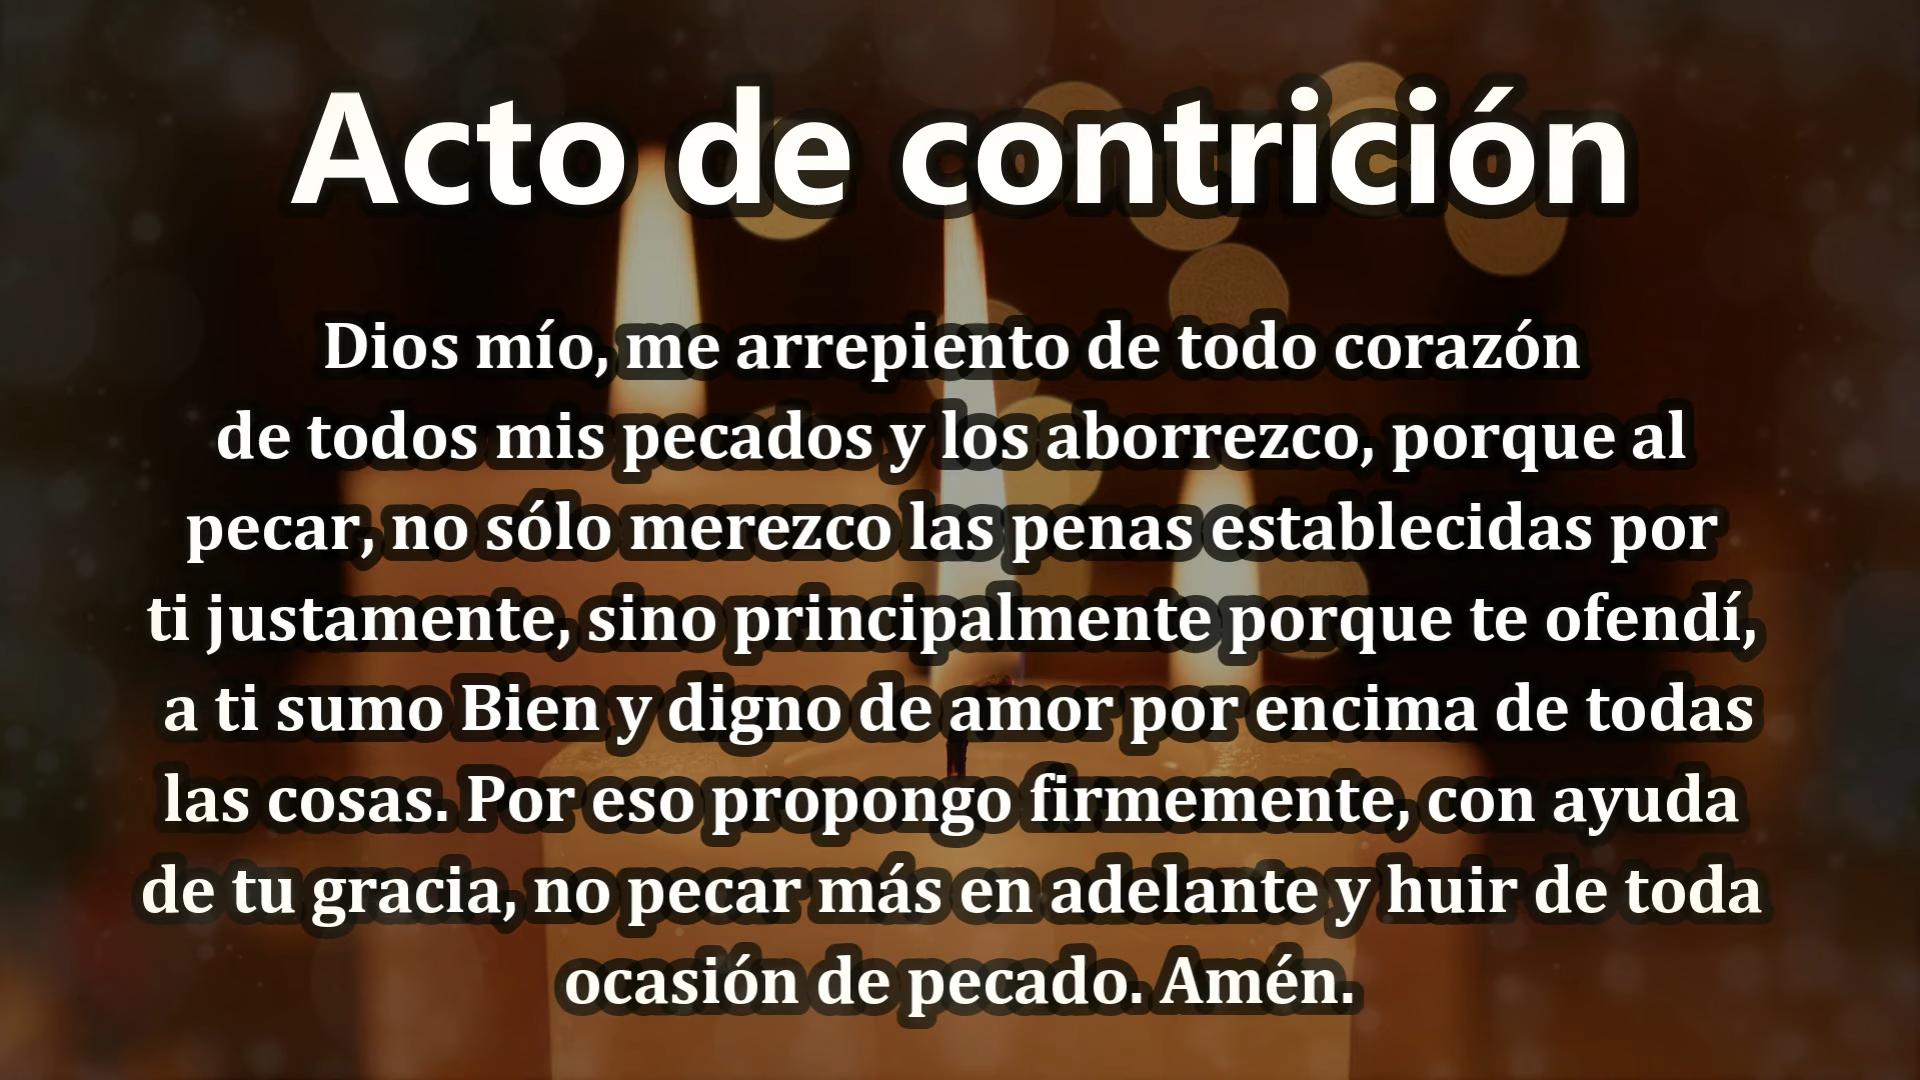 Acto de contrición
Dios mío, me arrepiento de todo corazón
de todos mis pecados y los aborrezco, porque al
pecar, no sólo merezco las penas establecidas por
ti justamente, sino principalmente porque te ofendí,
a ti sumo Bien y digno de amor por encima de todas
las cosas. Por eso propongo firmemente, con ayuda
de tu gracia, no pecar más en adelante y huir de toda
ocasión de pecado. Amén.